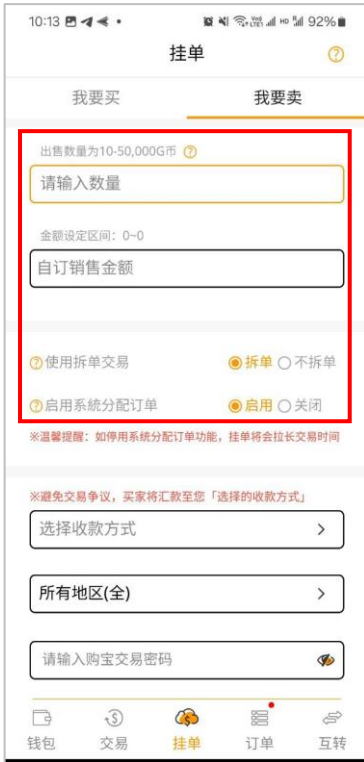 10:13 92%
挂单
我要买 我要卖
出售数量为10-50,000G币
请输入数量
金额设定区间：0~0
自订销售金额
使用拆单交易 拆单 不拆单
启用系統分配订单 启用 关闭
※温馨提醒：如停用系統分配订单功能，挂单将会拉长交易时间
※避免交易争议，买家将汇款至您「选择的收款方式」
选择收款方式
所有地区(全)
请输入购宝交易密码
钱包 交易 挂单 订单 互转